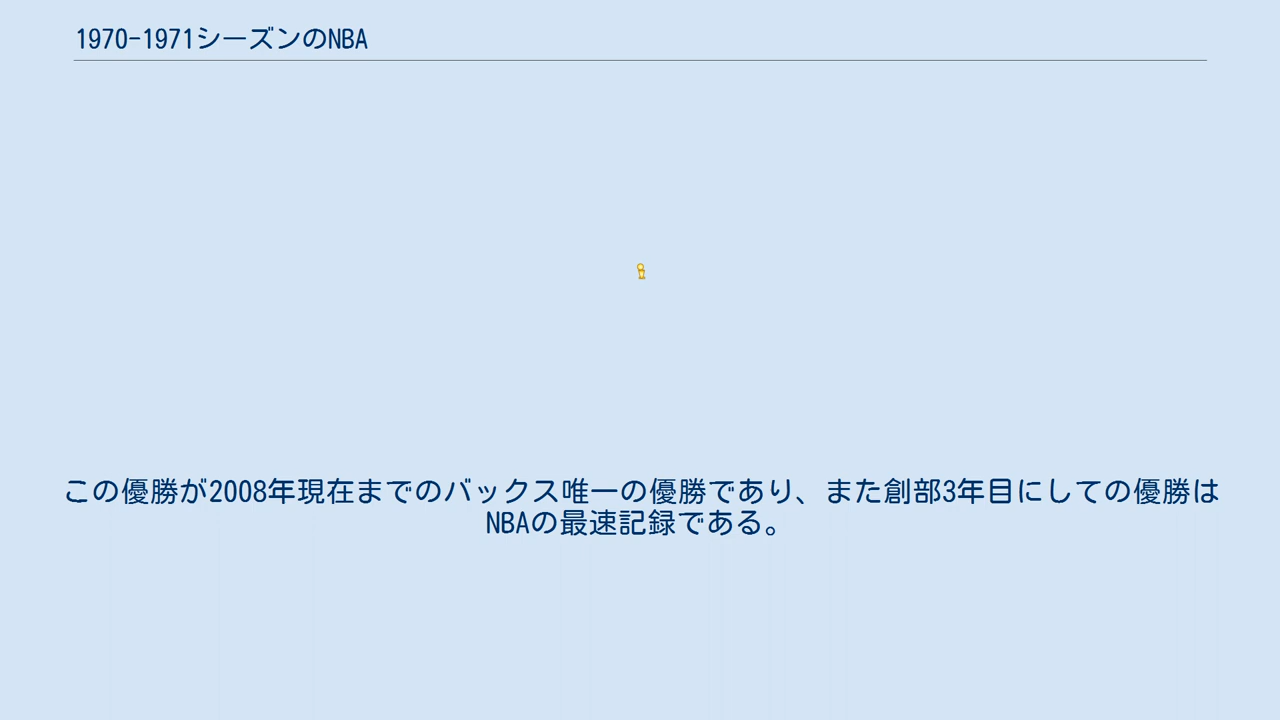 1970-1971シーズンのNBA
この優勝が2008年現在までのバックス唯一の優勝であり、また創部3年目にしての優勝は
NBAの最速記録である。